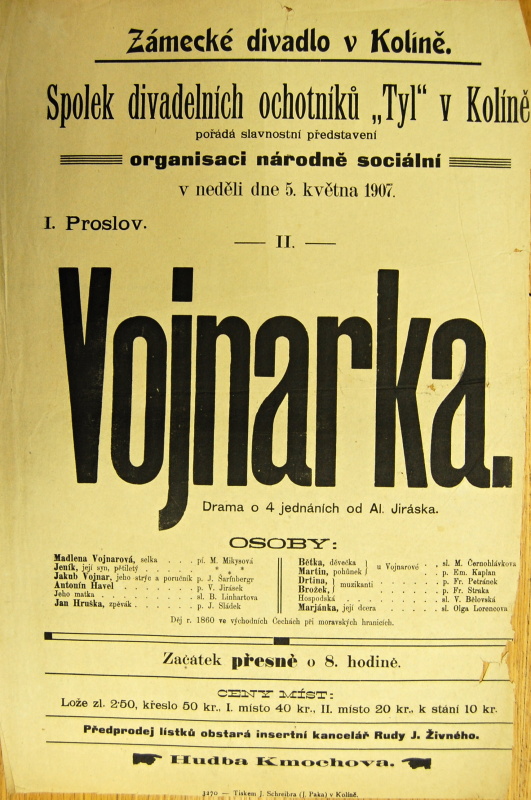 Zámecké divadlo v Kolíně.
Spolek divadelních ochotníků „Tyl“ v Kolíně
pořádá slavnostní představení
organisaci národně sociální
v neděli dne 5. května 1907.
I. Proslov.
— II. —
Vojnarka.
Drama o 4 jednáních od Al. Jiráska.
OSOBY:
Madlena Vojnarová, selka . . . pí. M. Mikysová
Jeník, její syn, pětiletý . . . * * *
Jakub Vojnar, jeho strýc a poručník p. J. Šarfnberge
Antonín Havel . . . p. V. Jirásek
Jeho matka . . . sl. B. Linhartova
Jan Hruška, zpěvák . . . p. J. Sládek
Bětka, děvečka } u Vojnarové . . sl. M. Černohlávkova
Martin, pohůnek } p. Em. Kaplan
Drtina, } muzikanti . . . p. Fr. Petránek
Brožek, } p. Fr. Straka
Hospodská . . . sl. V. Bělovská
Marjánka, její dcera . . . sl. Olga Lorencova
Děj r. 1860 ve východních Čechách při moravských hranicích.
Začátek přesně o 8. hodině.
CENY MÍST:
Lože zl. 2·50, křeslo 50 kr., I. místo 40 kr., II. místo 20 kr., k stání 10 kr.
Předprodej lístků obstará insertní kancelář Rudy J. Živného.
Hudba Kmochova.
3270 — Tiskem J. Schreibra (J. Paka) v Kolíně.